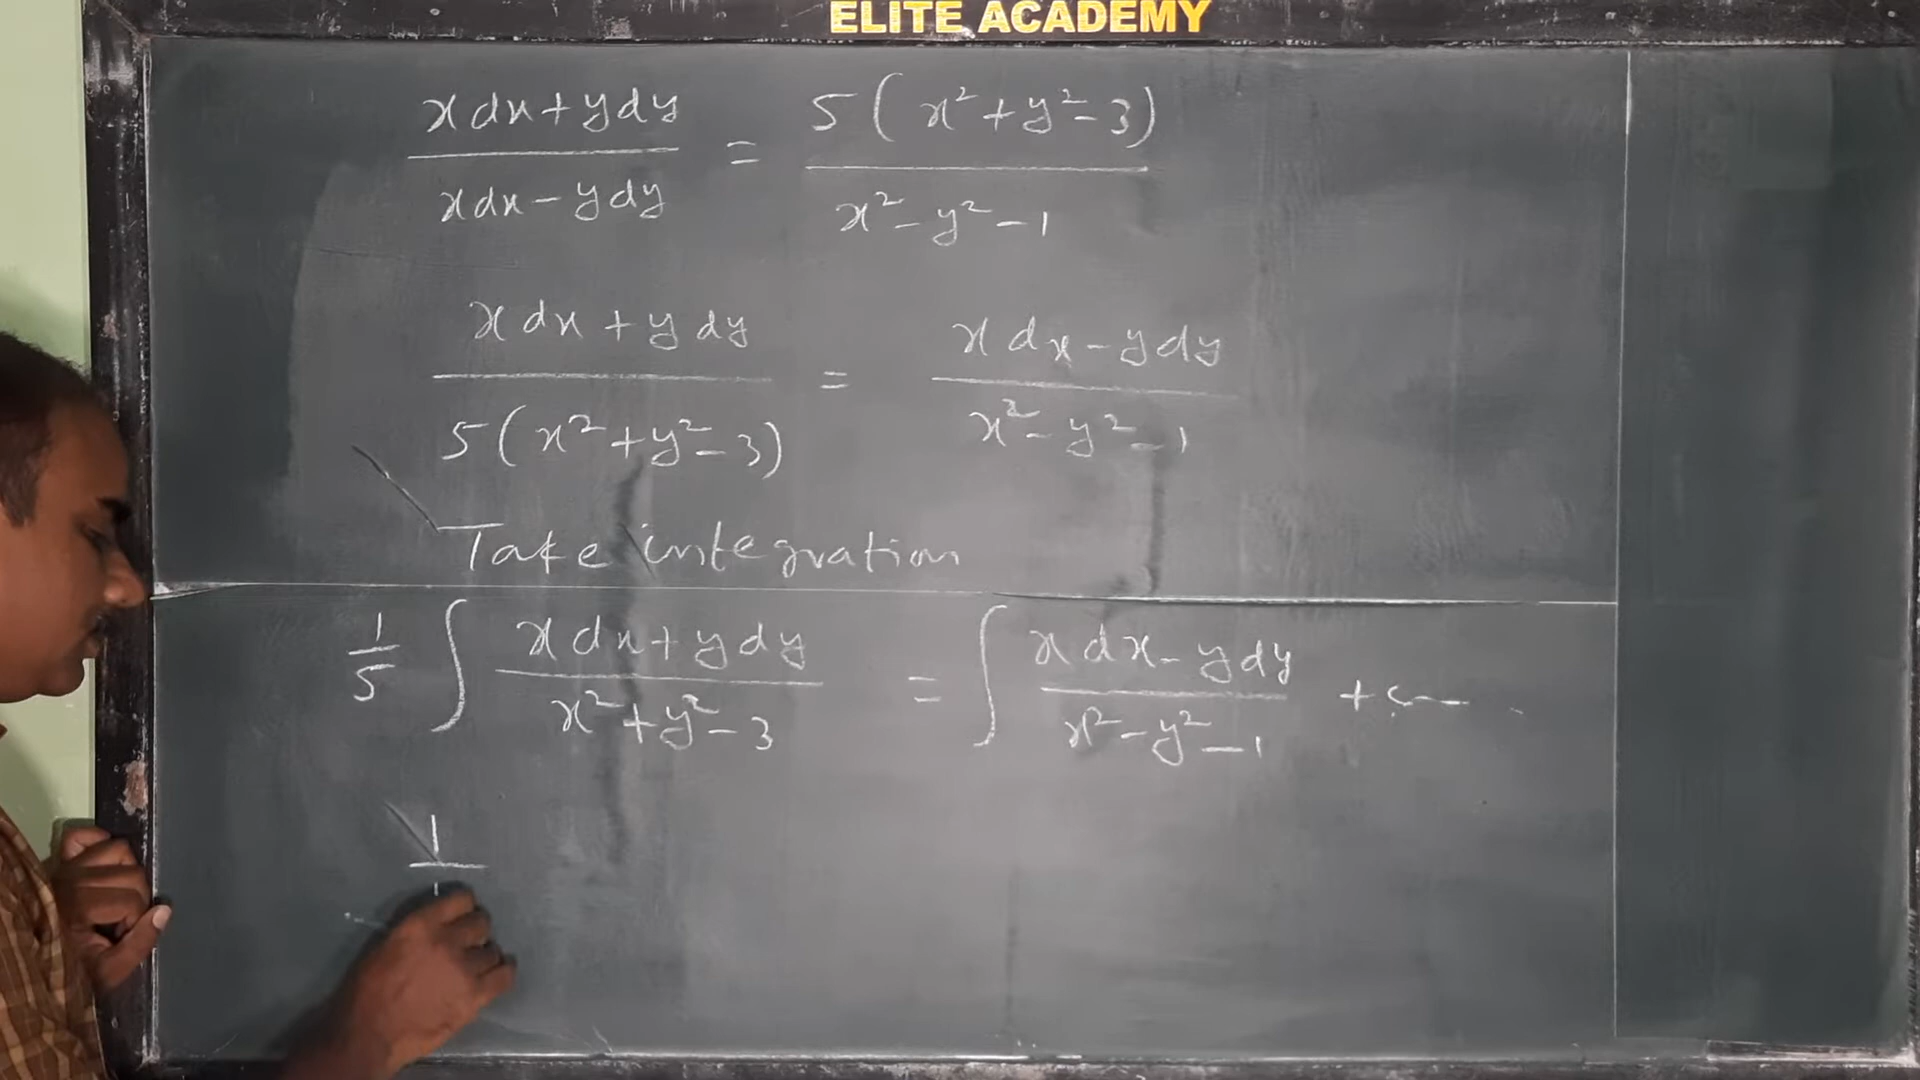 ELITE ACADEMY
(x dx + y dy)/(x dx - y dy) = 5(x² + y² - 3)/(x² - y² - 1)
(x dx + y dy)/(5(x² + y² - 3)) = (x dx - y dy)/(x² - y² - 1)
Take integration
1/5 ∫ (x dx + y dy)/(x² + y² - 3) = ∫ (x dx - y dy)/(x² - y² - 1) + c
1